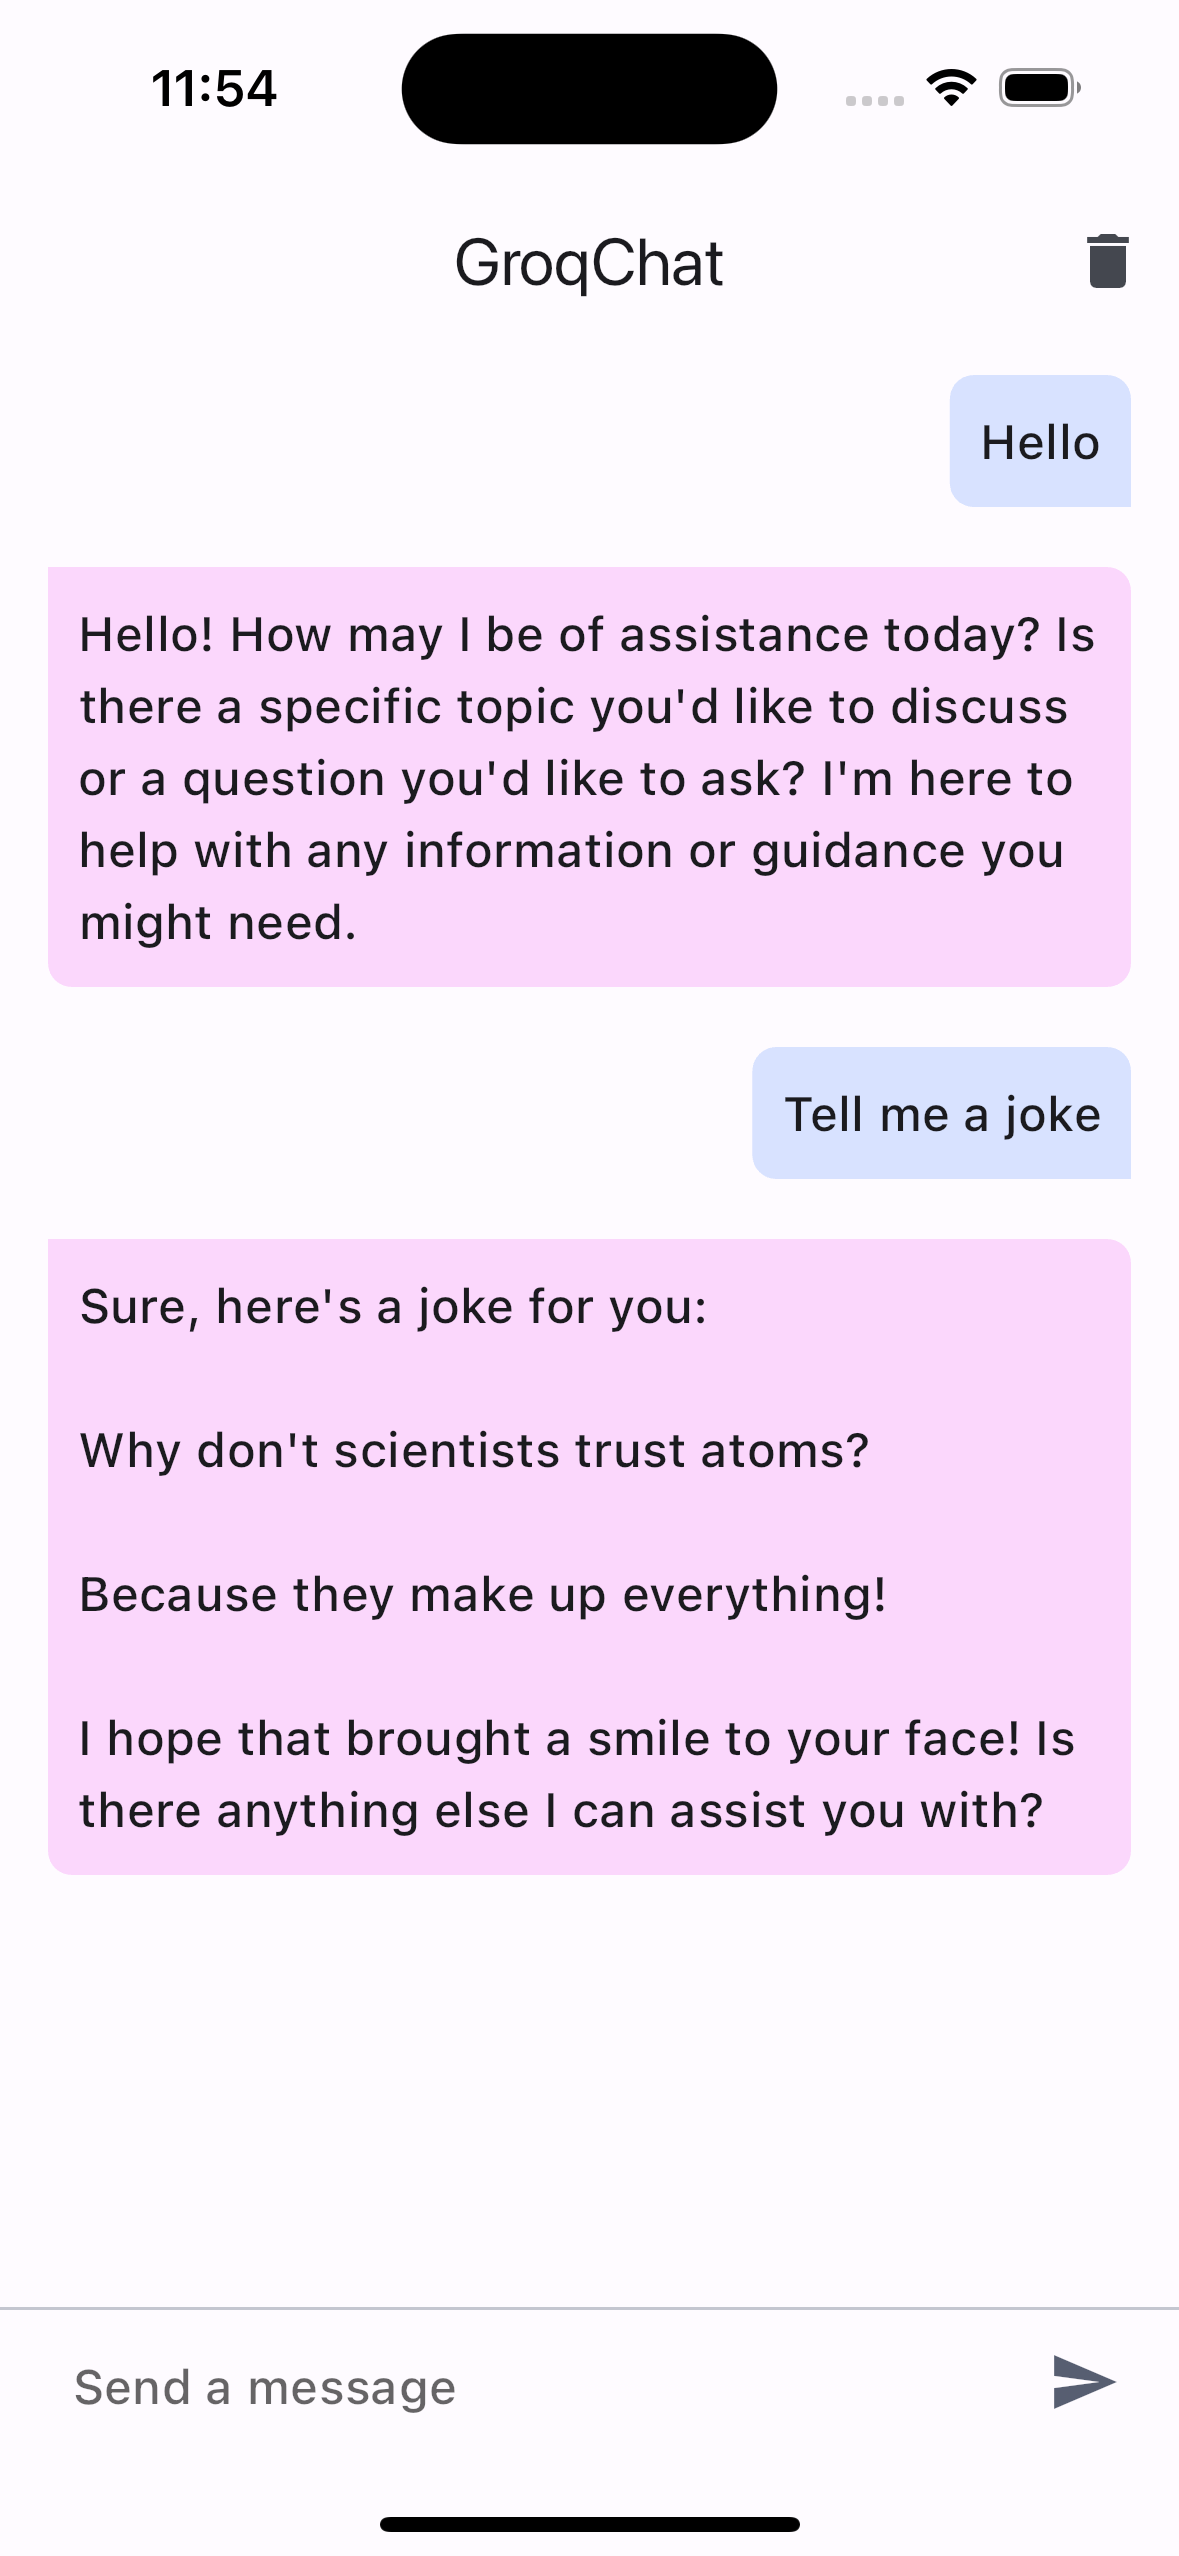 11:54
GroqChat
Hello
Hello! How may I be of assistance today? Is
there a specific topic you'd like to discuss
or a question you'd like to ask? I'm here to
help with any information or guidance you
might need.
Tell me a joke
Sure, here's a joke for you:
Why don't scientists trust atoms?
Because they make up everything!
I hope that brought a smile to your face! Is
there anything else I can assist you with?
Send a message